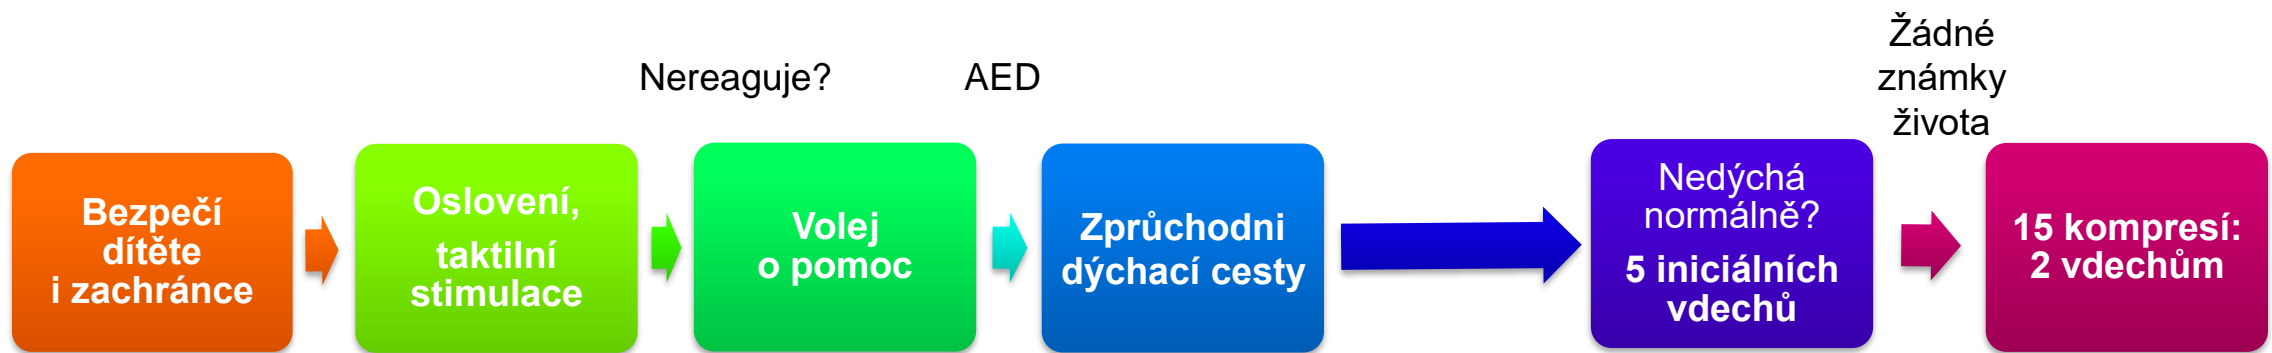 Bezpečí
dítěte
i zachránce
Oslovení,
taktilní
stimulace
Nereaguje?
Volej
o pomoc
AED
Zprůchodni
dýchací cesty
Nedýchá
normálně?
5 iniciálních
vdechů
Žádné
známky
života
15 kompresí:
2 vdechům